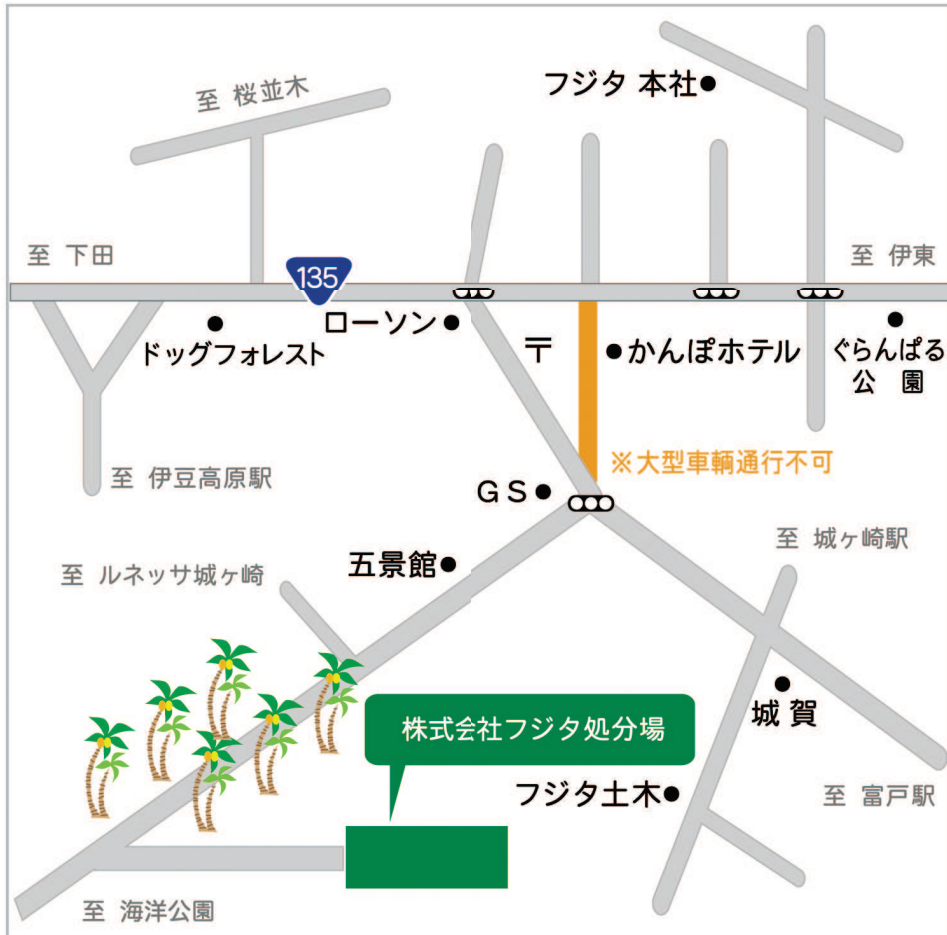 フジタ 本社
至 桜並木
至 下田
至 伊東
135
ローソン
〒
かんぽホテル
ぐらんぱる
公 園
ドッグフォレスト
※大型車輌通行不可
至 伊豆高原駅
GS
至 城ヶ崎駅
五景館
至 ルネッサ城ヶ崎
城 賀
株式会社フジタ処分場
フジタ土木
至 富戸駅
至 海洋公園